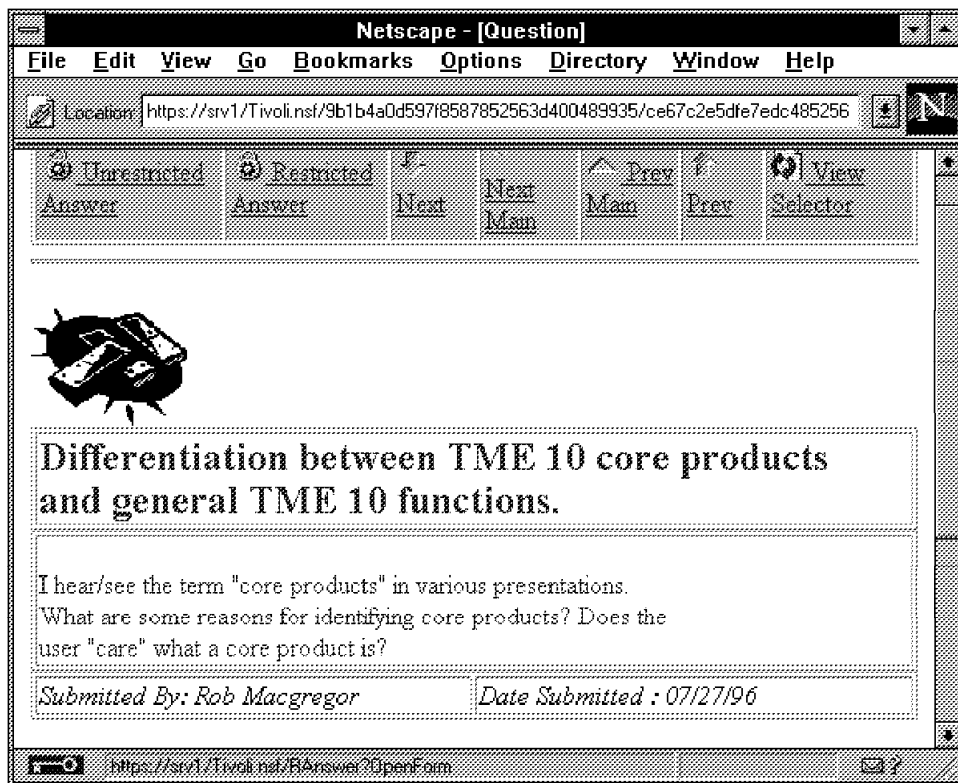 Netscape - [Question]
File Edit View Go Bookmarks Options Directory Window Help
Location: https://srv1/Tivoli.nsf/9b1b4a0d597f8587852563d400489935/ce67c2e5dfe7edc485256 N
Unrestricted Answer
Restricted Answer
Next
Next Main
Prev Main
Prev
View Selector
Differentiation between TME 10 core products
and general TME 10 functions.
I hear/see the term "core products" in various presentations.
What are some reasons for identifying core products? Does the
user "care" what a core product is?
Submitted By: Rob Macgregor Date Submitted : 07/27/96
https://srv1/Tivoli.nsf/RAnswer?OpenForm ?